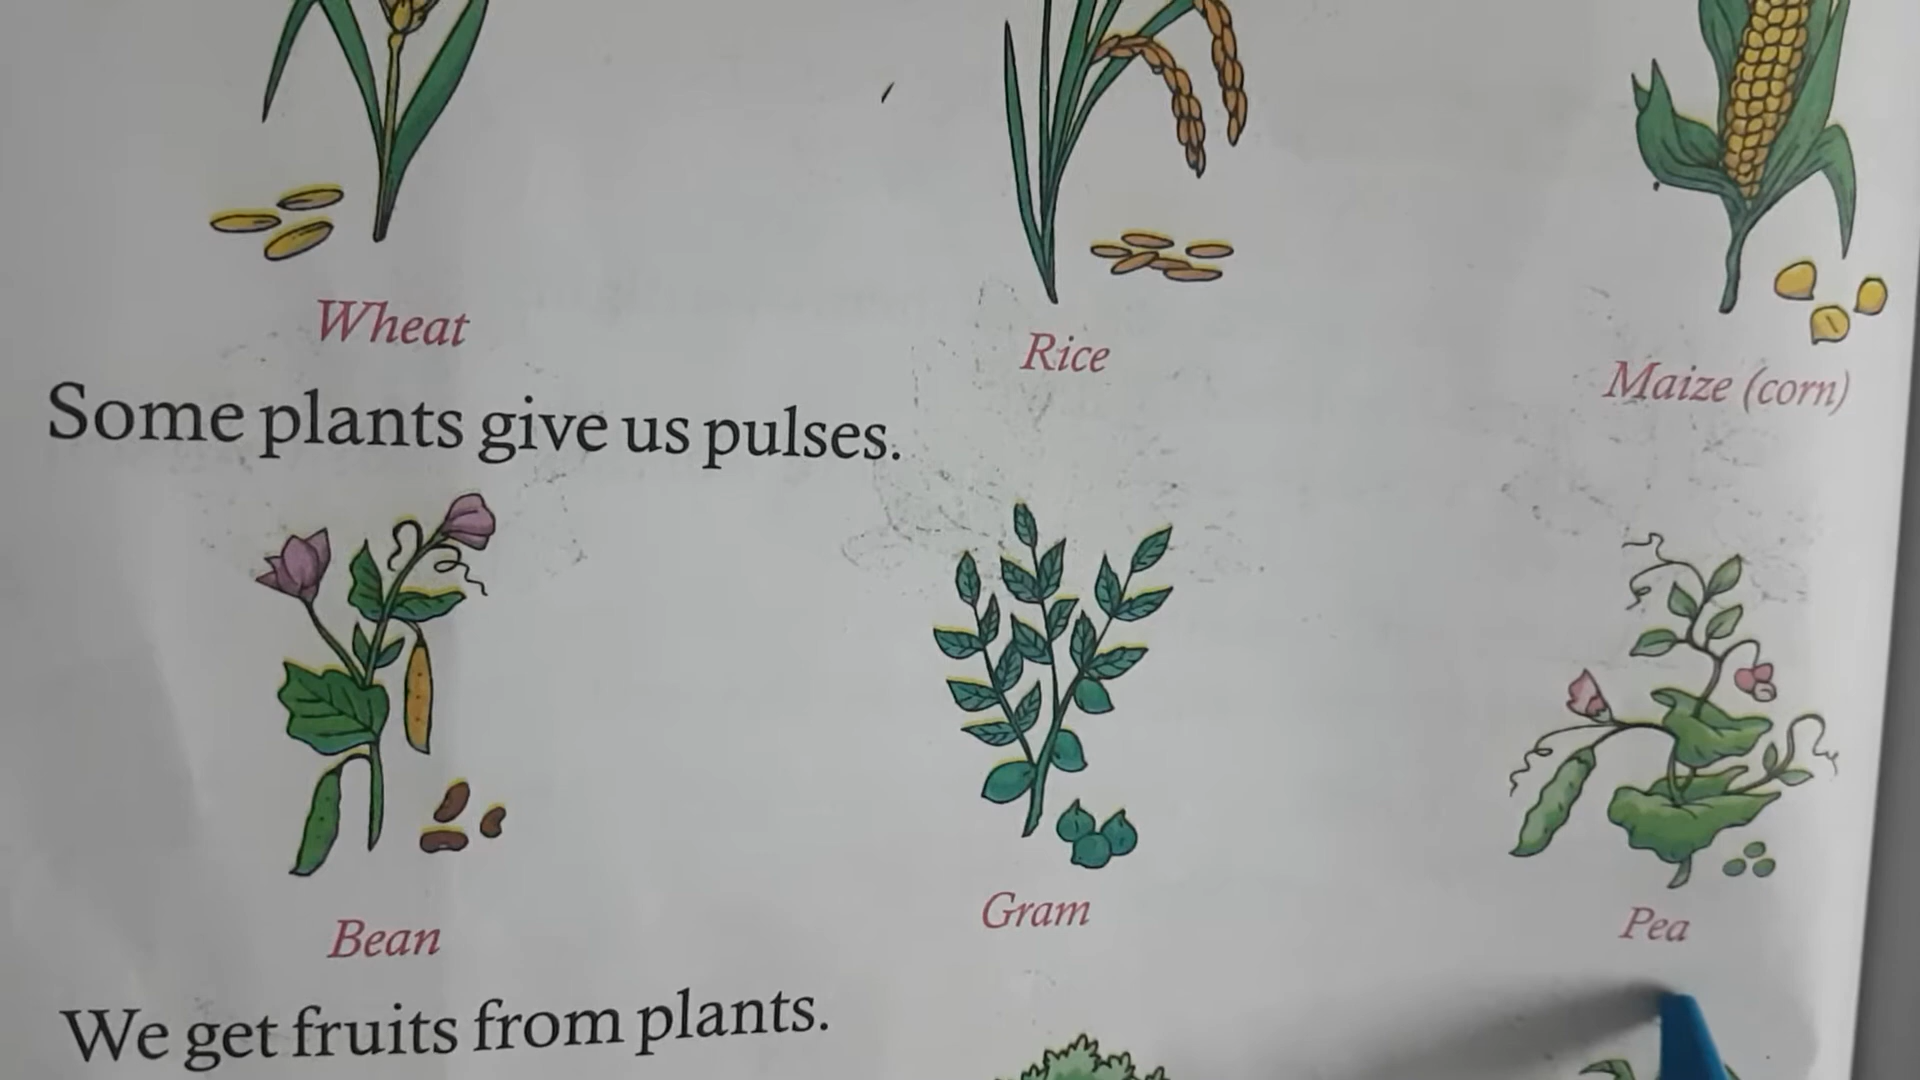 Wheat
Rice
Maize (corn)
Some plants give us pulses.
Bean
Gram
Pea
We get fruits from plants.